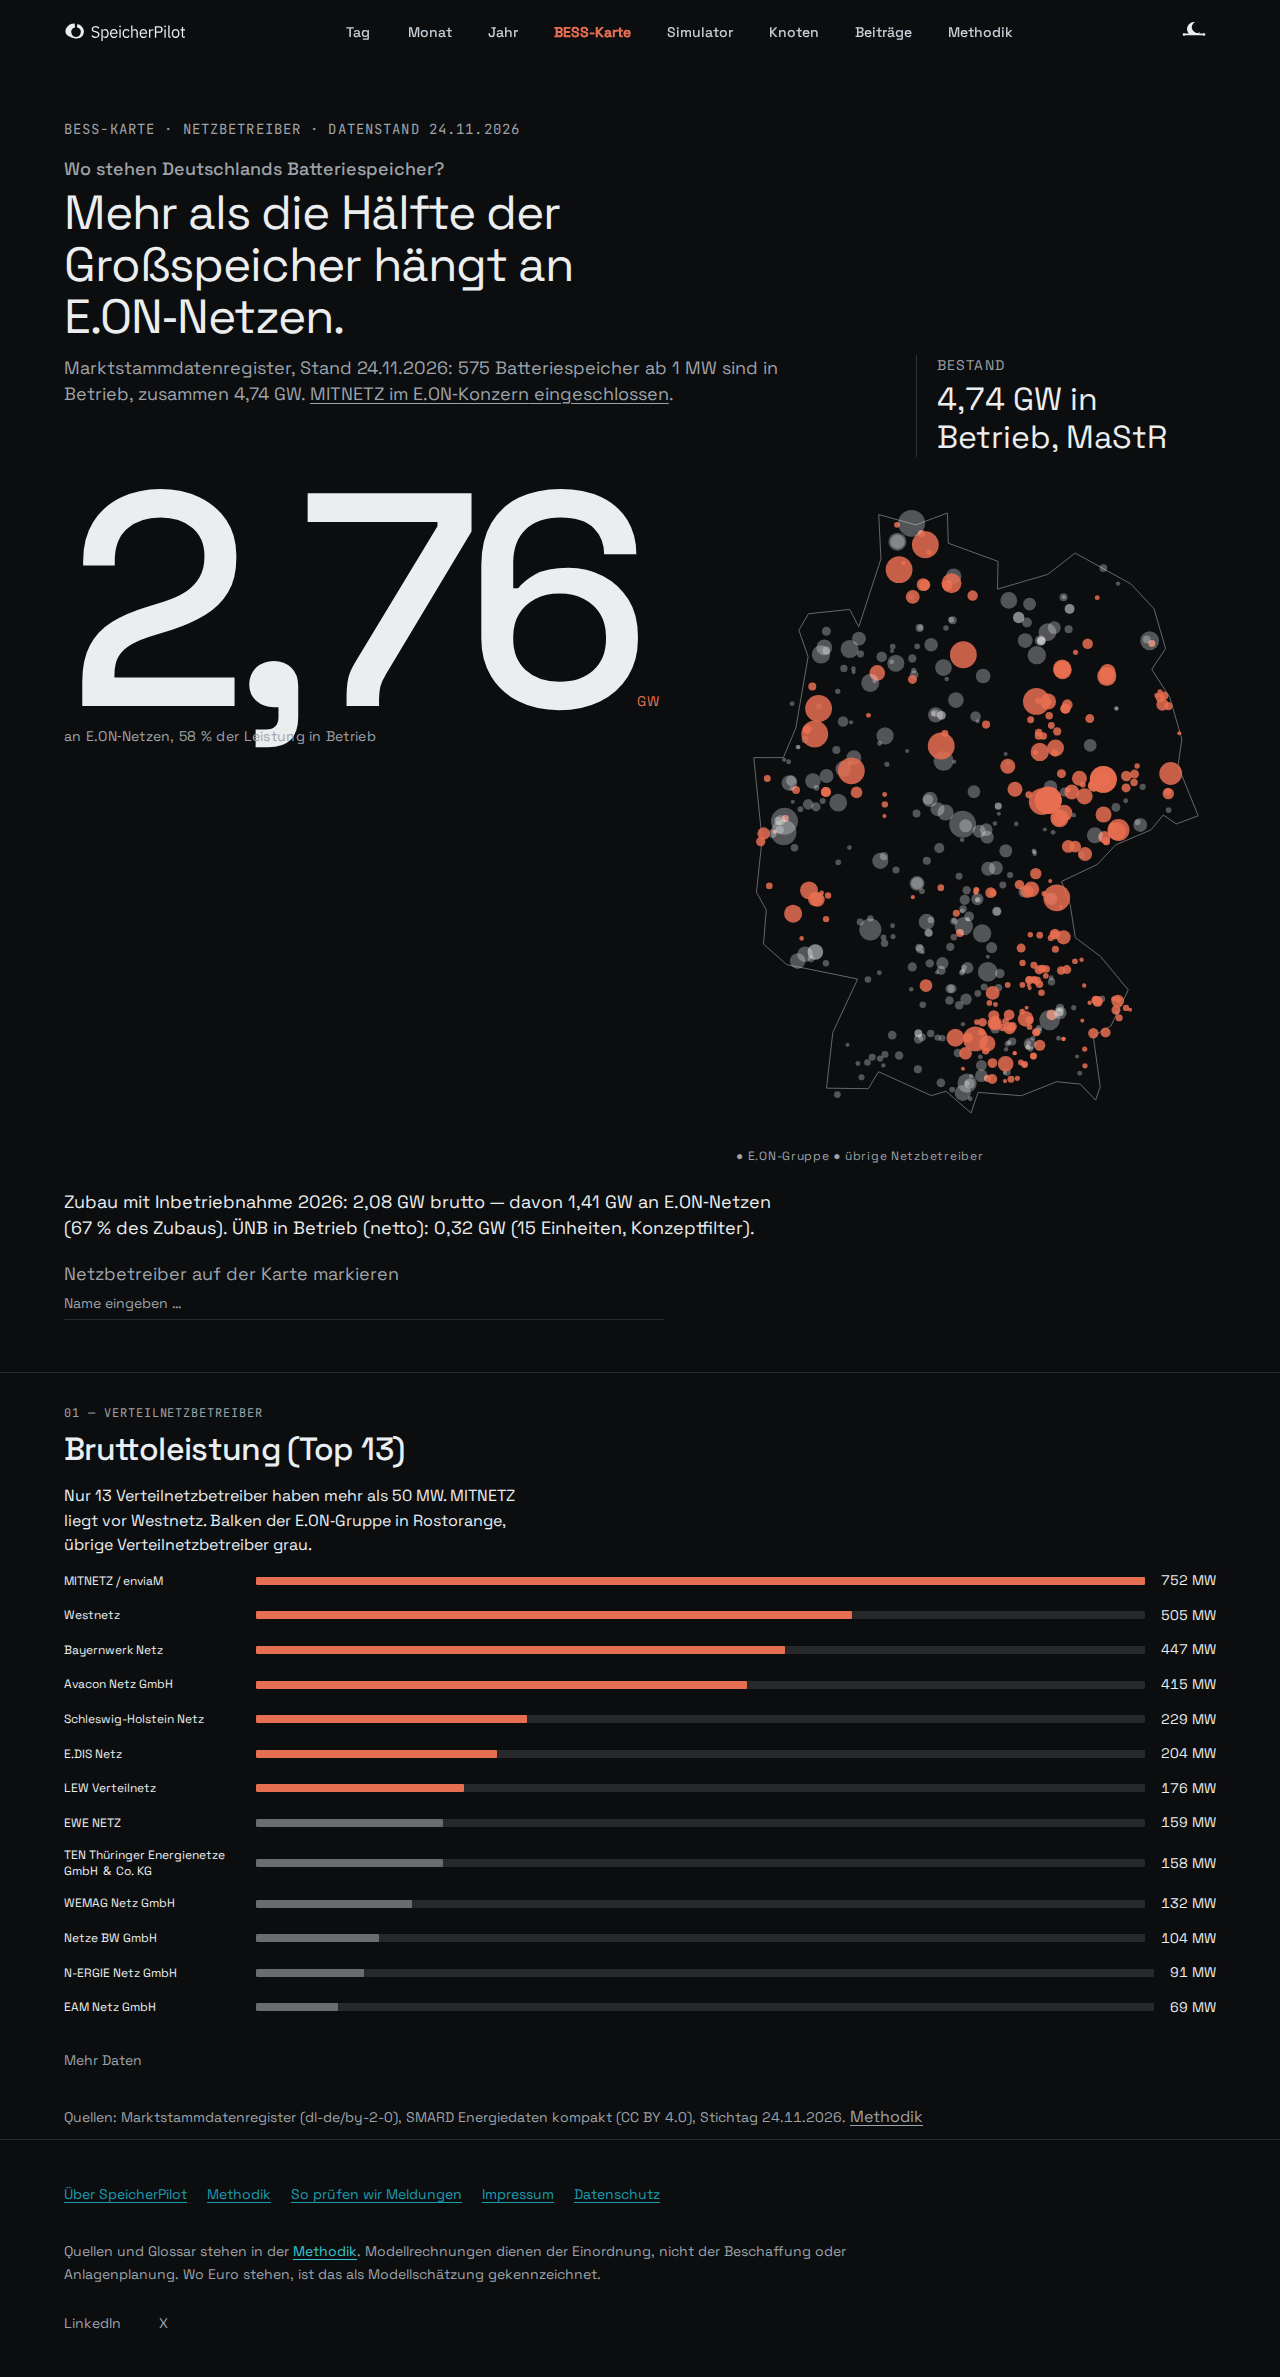 SpeicherPilot
Tag Monat Jahr BESS-Karte Simulator Knoten Beiträge Methodik
BESS-KARTE · NETZBETREIBER · DATENSTAND 24.11.2026
Wo stehen Deutschlands Batteriespeicher?
Mehr als die Hälfte der
Großspeicher hängt an
E.ON-Netzen.
Marktstammdatenregister, Stand 24.11.2026: 575 Batteriespeicher ab 1 MW sind in
Betrieb, zusammen 4,74 GW. MITNETZ im E.ON-Konzern eingeschlossen.
BESTAND
4,74 GW in
Betrieb, MaStR
2,76 GW
an E.ON-Netzen, 58 % der Leistung in Betrieb
● E.ON-Gruppe ● übrige Netzbetreiber
Zubau mit Inbetriebnahme 2026: 2,08 GW brutto — davon 1,41 GW an E.ON-Netzen
(67 % des Zubaus). ÜNB in Betrieb (netto): 0,32 GW (15 Einheiten, Konzeptfilter).
Netzbetreiber auf der Karte markieren
Name eingeben …
01 — VERTEILNETZBETREIBER
Bruttoleistung (Top 13)
Nur 13 Verteilnetzbetreiber haben mehr als 50 MW. MITNETZ
liegt vor Westnetz. Balken der E.ON-Gruppe in Rostorange,
übrige Verteilnetzbetreiber grau.
MITNETZ / enviaM 752 MW
Westnetz 505 MW
Bayernwerk Netz 447 MW
Avacon Netz GmbH 415 MW
Schleswig-Holstein Netz 229 MW
E.DIS Netz 204 MW
LEW Verteilnetz 176 MW
EWE NETZ 159 MW
TEN Thüringer Energienetze
GmbH & Co. KG 158 MW
WEMAG Netz GmbH 132 MW
Netze BW GmbH 104 MW
N-ERGIE Netz GmbH 91 MW
EAM Netz GmbH 69 MW
Mehr Daten
Quellen: Marktstammdatenregister (dl-de/by-2-0), SMARD Energiedaten kompakt (CC BY 4.0), Stichtag 24.11.2026. Methodik
Über SpeicherPilot Methodik So prüfen wir Meldungen Impressum Datenschutz
Quellen und Glossar stehen in der Methodik. Modellrechnungen dienen der Einordnung, nicht der Beschaffung oder
Anlagenplanung. Wo Euro stehen, ist das als Modellschätzung gekennzeichnet.
LinkedIn X